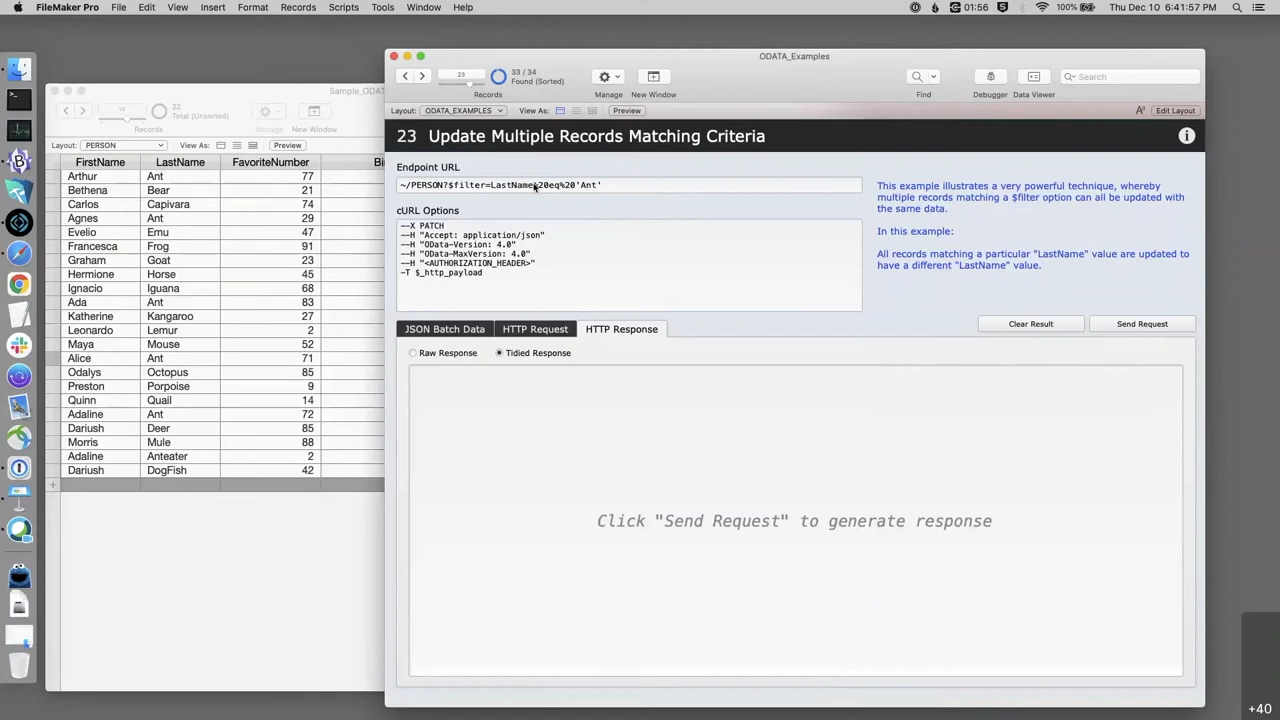 FileMaker Pro File Edit View Insert Format Records Scripts Tools Window Help 01:56 100% Thu Dec 10 6:41:57 PM
Sample_ODAT
14 22 Total (Unsorted)
Records Manage New Window
Layout: PERSON View As: Preview
FirstName LastName FavoriteNumber Bi
Arthur Ant 77
Bethena Bear 21
Carlos Capivara 74
Agnes Ant 29
Evelio Emu 47
Francesca Frog 91
Graham Goat 23
Hermione Horse 45
Ignacio Iguana 68
Ada Ant 83
Katherine Kangaroo 27
Leonardo Lemur 2
Maya Mouse 52
Alice Ant 71
Odalys Octopus 85
Preston Porpoise 9
Quinn Quail 14
Adaline Ant 72
Dariush Deer 85
Morris Mule 88
Adaline Anteater 2
Dariush DogFish 42
+
ODATA_Examples
23 33 / 34 Found (Sorted)
Records Manage New Window Find Debugger Data Viewer Search
Layout: ODATA_EXAMPLES View As: Preview Edit Layout
23 Update Multiple Records Matching Criteria
Endpoint URL
~/PERSON?$filter=LastName%20eq%20'Ant'
cURL Options
--X PATCH
--H "Accept: application/json"
--H "OData-Version: 4.0"
--H "OData-MaxVersion: 4.0"
--H "<AUTHORIZATION_HEADER>"
-T $_http_payload
This example illustrates a very powerful technique, whereby
multiple records matching a $filter option can all be updated with
the same data.
In this example:
All records matching a particular "LastName" value are updated to
have a different "LastName" value.
JSON Batch Data HTTP Request HTTP Response Clear Result Send Request
Raw Response Tidied Response
Click "Send Request" to generate response
+40